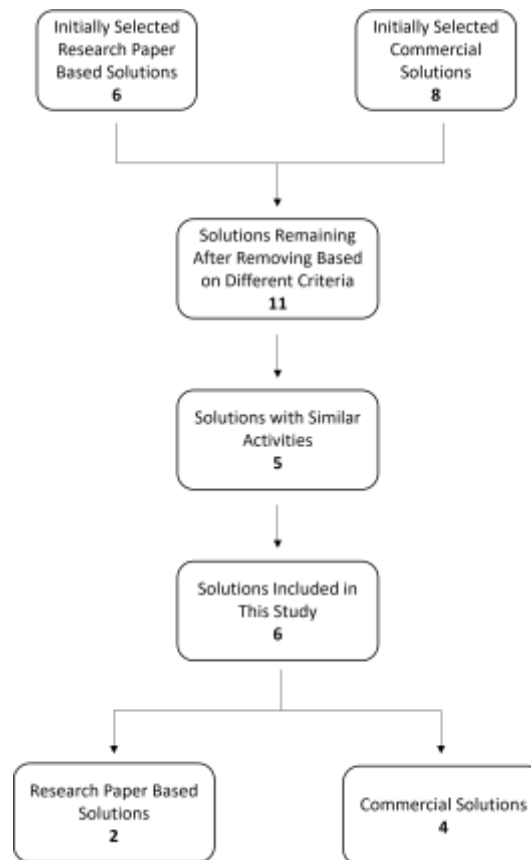 Initially Selected
Research Paper
Based Solutions
6
Initially Selected
Commercial
Solutions
8
Solutions Remaining
After Removing Based
on Different Criteria
11
Solutions with Similar
Activities
5
Solutions Included in
This Study
6
Research Paper Based
Solutions
2
Commercial Solutions
4